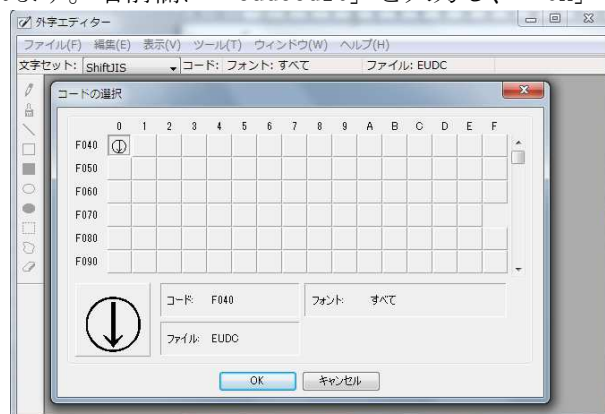 外字エディター
ファイル(F) 編集(E) 表示(V) ツール(T) ウィンドウ(W) ヘルプ(H)
文字セット: ShiftJIS コード: フォント: すべて ファイル: EUDC
コードの選択
0 1 2 3 4 5 6 7 8 9 A B C D E F
F040
F050
F060
F070
F080
F090
コード: F040 フォント: すべて
ファイル: EUDC
OK キャンセル